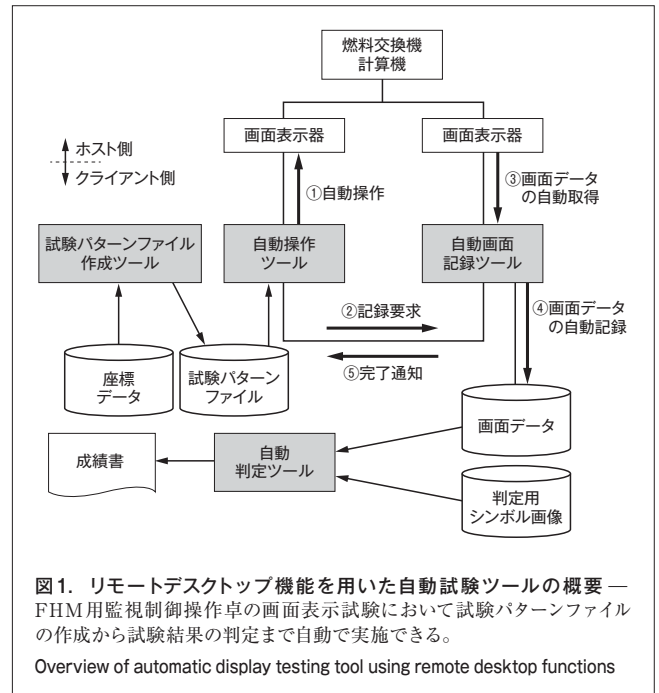 燃料交換機
計算機
画面表示器
画面表示器
ホスト側
クライアント側
①自動操作
③画面データ
の自動取得
試験パターンファイル
作成ツール
自動操作
ツール
自動画面
記録ツール
②記録要求
④画面データ
の自動記録
⑤完了通知
座標
データ
試験パターン
ファイル
画面データ
成績書
自動
判定ツール
判定用
シンボル画像
図1. リモートデスクトップ機能を用いた自動試験ツールの概要 —
FHM用監視制御操作卓の画面表示試験において試験パターンファイル
の作成から試験結果の判定まで自動で実施できる。
Overview of automatic display testing tool using remote desktop functions